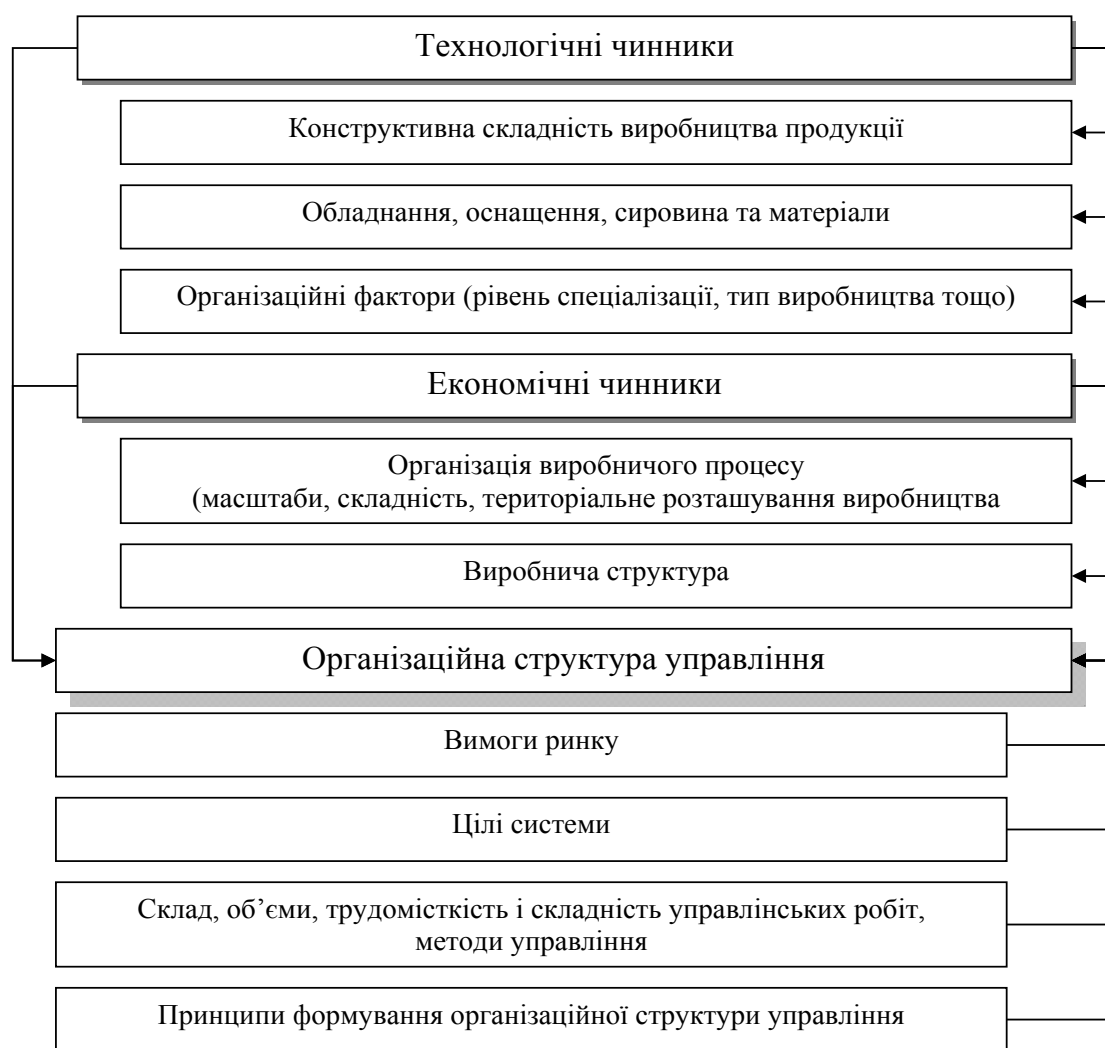 Технологічні чинники
Конструктивна складність виробництва продукції
Обладнання, оснащення, сировина та матеріали
Організаційні фактори (рівень спеціалізації, тип виробництва тощо)
Економічні чинники
Організація виробничого процесу
(масштаби, складність, територіальне розташування виробництва
Виробнича структура
Організаційна структура управління
Вимоги ринку
Цілі системи
Склад, об’єми, трудомісткість і складність управлінських робіт,
методи управління
Принципи формування організаційної структури управління